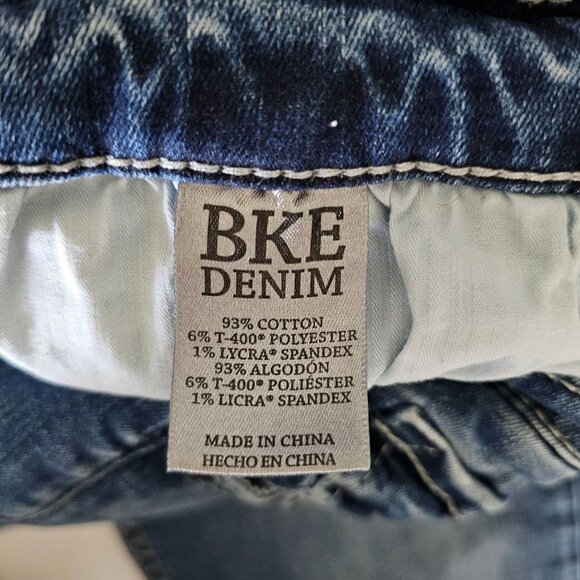 BKE
DENIM
93% COTTON
6% T-400® POLYESTER
1% LYCRA® SPANDEX
93% ALGODÓN
6% T-400® POLIÉSTER
1% LICRA® SPANDEX
MADE IN CHINA
HECHO EN CHINA